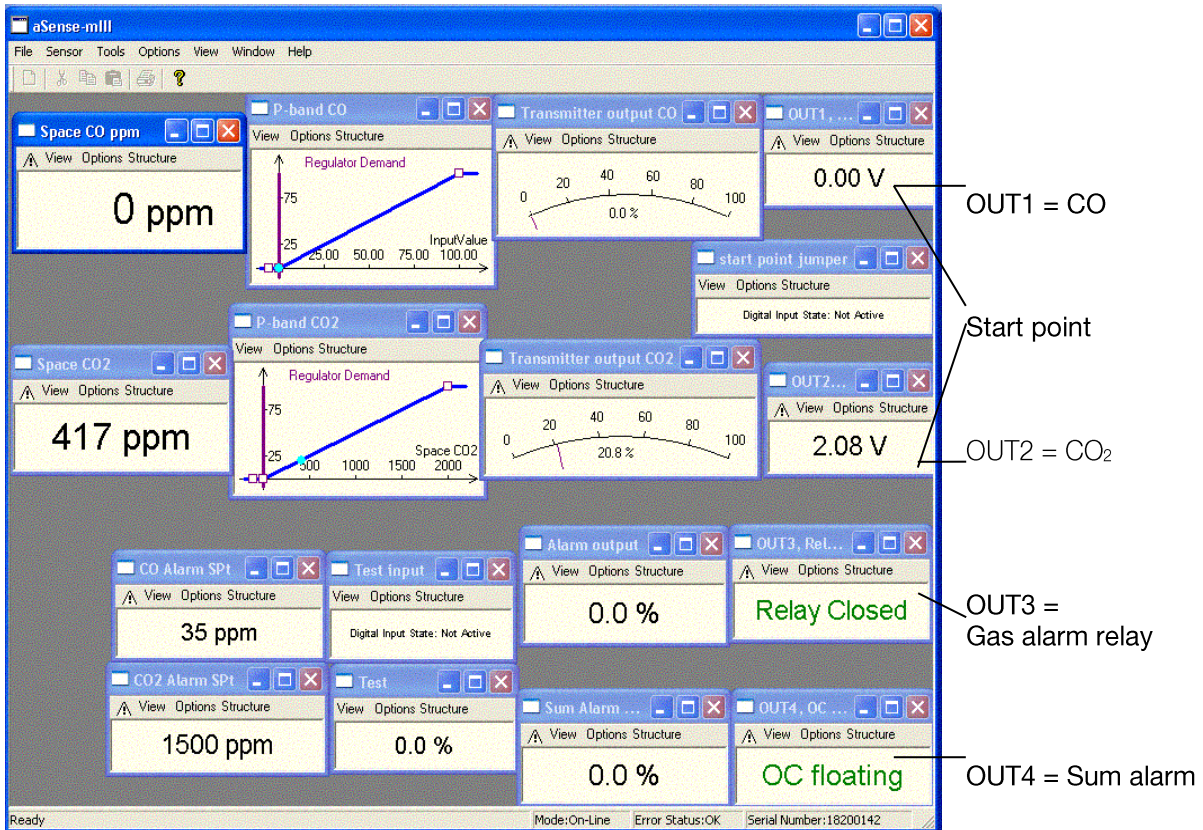 aSense-mIII
File Sensor Tools Options View Window Help
Space CO ppm
View Options Structure
0 ppm
P-band CO
View Options Structure
Regulator Demand
75
25
InputValue
25.00 50.00 75.00 100.00
Transmitter output CO
View Options Structure
0 20 40 60 80 100
0.0 %
OUT1, ...
View Options Structure
0.00 V
OUT1 = CO
start point jumper
View Options Structure
Digital Input State: Not Active
Start point
Space CO2
View Options Structure
417 ppm
P-band CO2
View Options Structure
Regulator Demand
75
25
Space CO2
500 1000 1500 2000
Transmitter output CO2
View Options Structure
0 20 40 60 80 100
20.8 %
OUT2...
View Options Structure
2.08 V
OUT2 = CO₂
CO Alarm SPt
View Options Structure
35 ppm
Test input
View Options Structure
Digital Input State: Not Active
Alarm output
View Options Structure
0.0 %
OUT3, Rel...
View Options Structure
Relay Closed
OUT3 =
Gas alarm relay
CO2 Alarm SPt
View Options Structure
1500 ppm
Test
View Options Structure
0.0 %
Sum Alarm ...
View Options Structure
0.0 %
OUT4, OC ...
View Options Structure
OC floating
OUT4 = Sum alarm
Ready
Mode:On-Line Error Status:OK Serial Number:18200142